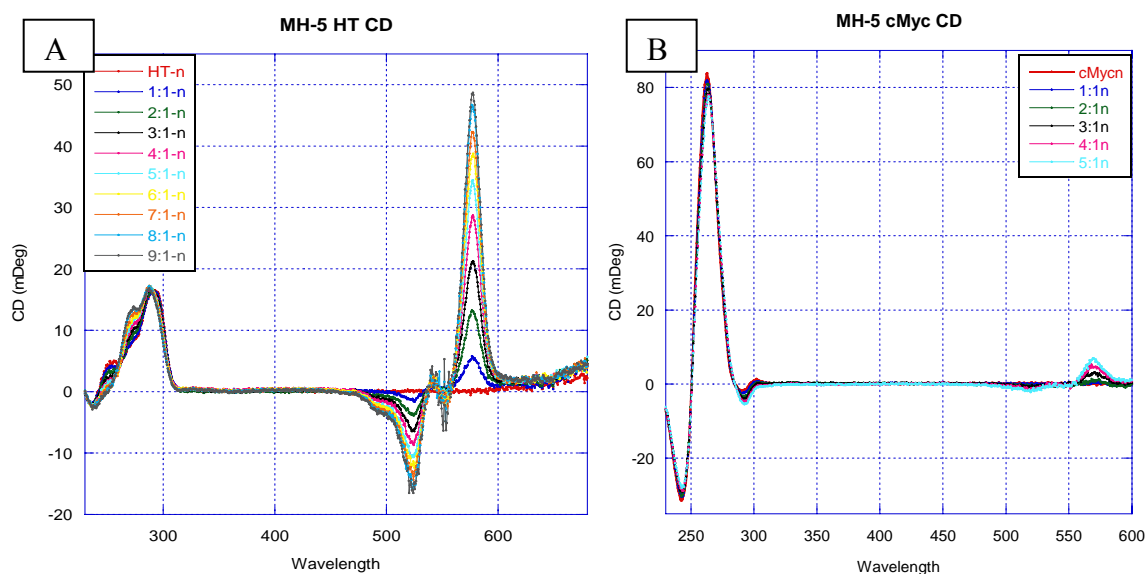 MH-5 HT CD
A
HT-n
1:1-n
2:1-n
3:1-n
4:1-n
5:1-n
6:1-n
7:1-n
8:1-n
9:1-n
50
40
30
20
10
0
-10
-20
CD (mDeg)
300
400
500
600
Wavelength
MH-5 cMyc CD
B
cMycn
1:1n
2:1n
3:1n
4:1n
5:1n
80
60
40
20
0
-20
CD (mDeg)
250
300
350
400
450
500
550
600
Wavelength